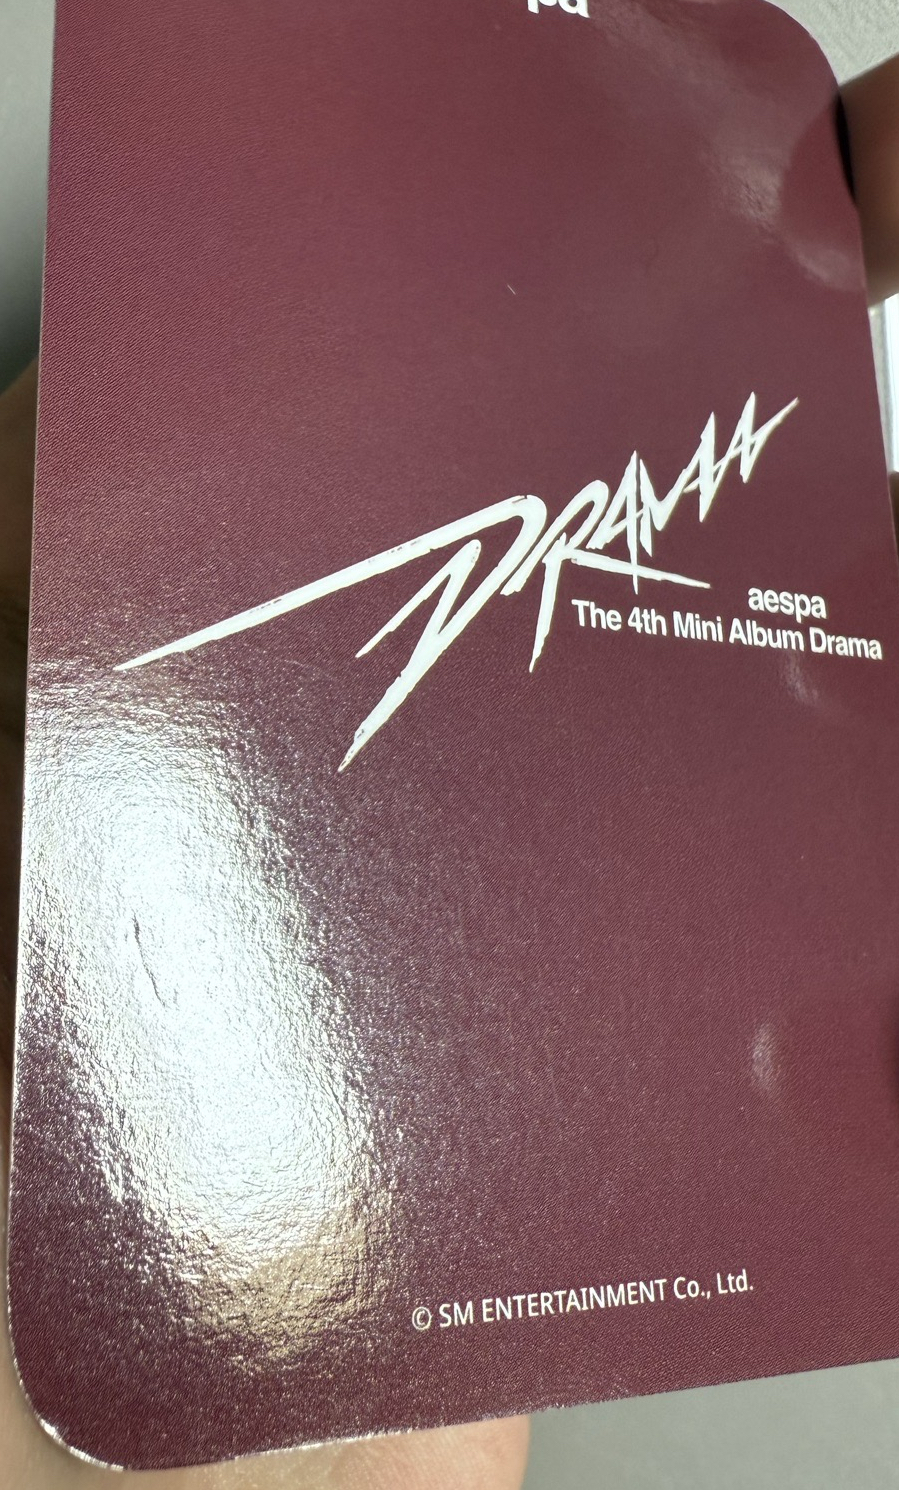 DRAMA
aespa
The 4th Mini Album Drama
© SM ENTERTAINMENT Co., Ltd.